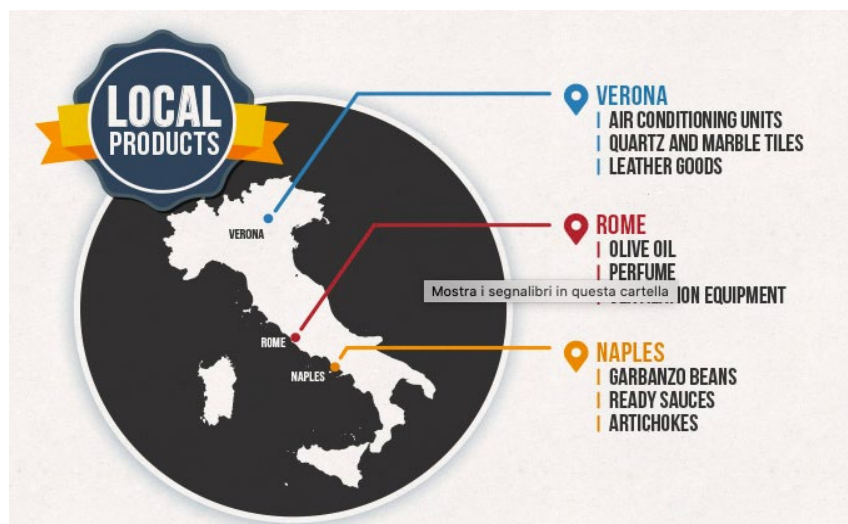 LOCAL
PRODUCTS
VERONA
AIR CONDITIONING UNITS
QUARTZ AND MARBLE TILES
LEATHER GOODS
ROME
OLIVE OIL
PERFUME
Mostra i segnalibri in questa cartella
EQUIPMENT
NAPLES
GARBANZO BEANS
READY SAUCES
ARTICHOKES
VERONA
ROME
NAPLES